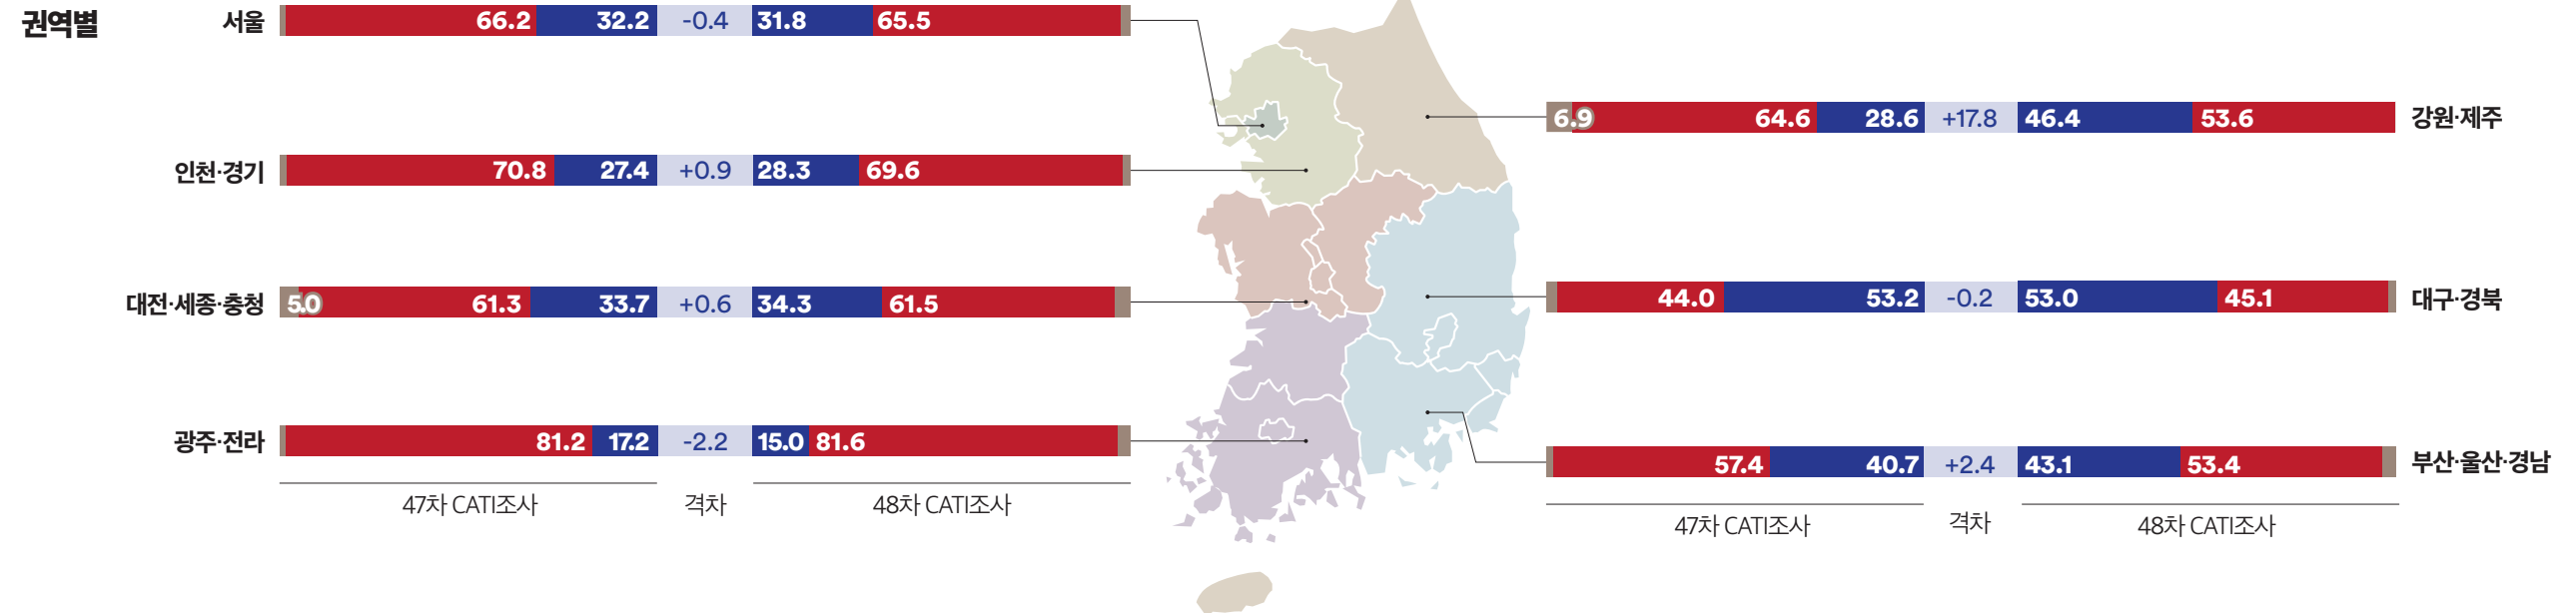 권역별
서울 66.2 32.2 -0.4 31.8 65.5
인천·경기 70.8 27.4 +0.9 28.3 69.6
대전·세종·충청 5.0 61.3 33.7 +0.6 34.3 61.5
광주·전라 81.2 17.2 -2.2 15.0 81.6
47차 CATI조사 격차 48차 CATI조사
6.9 64.6 28.6 +17.8 46.4 53.6 강원·제주
44.0 53.2 -0.2 53.0 45.1 대구·경북
57.4 40.7 +2.4 43.1 53.4 부산·울산·경남
47차 CATI조사 격차 48차 CATI조사